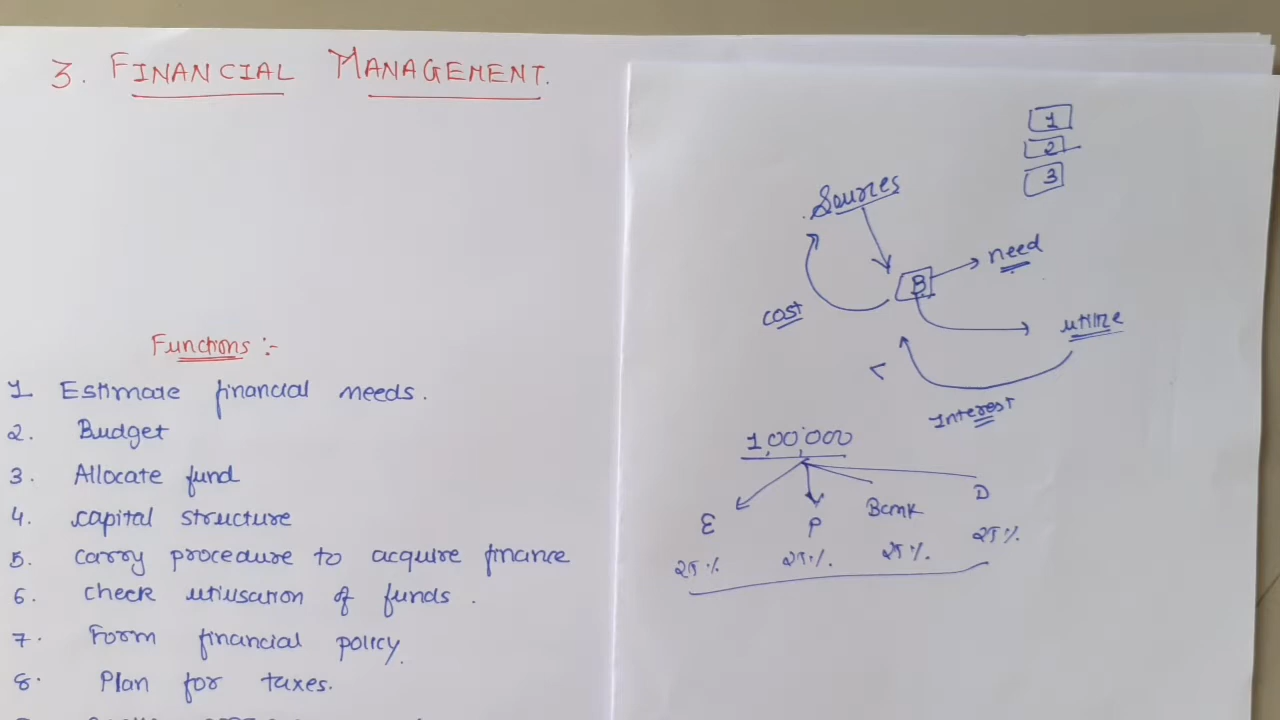 3. FINANCIAL MANAGEMENT.
Functions :-
1 Estimate financial needs.
2. Budget
3. Allocate fund
4. capital structure
5. carry procedure to acquire finance
6. check utilisation of funds.
7. Form financial policy.
8. Plan for taxes.
1
2
3
Sources
B
need
cost
utilize
<
Interest
1,00,000
E P Bank D
25% 25% 25% 25%